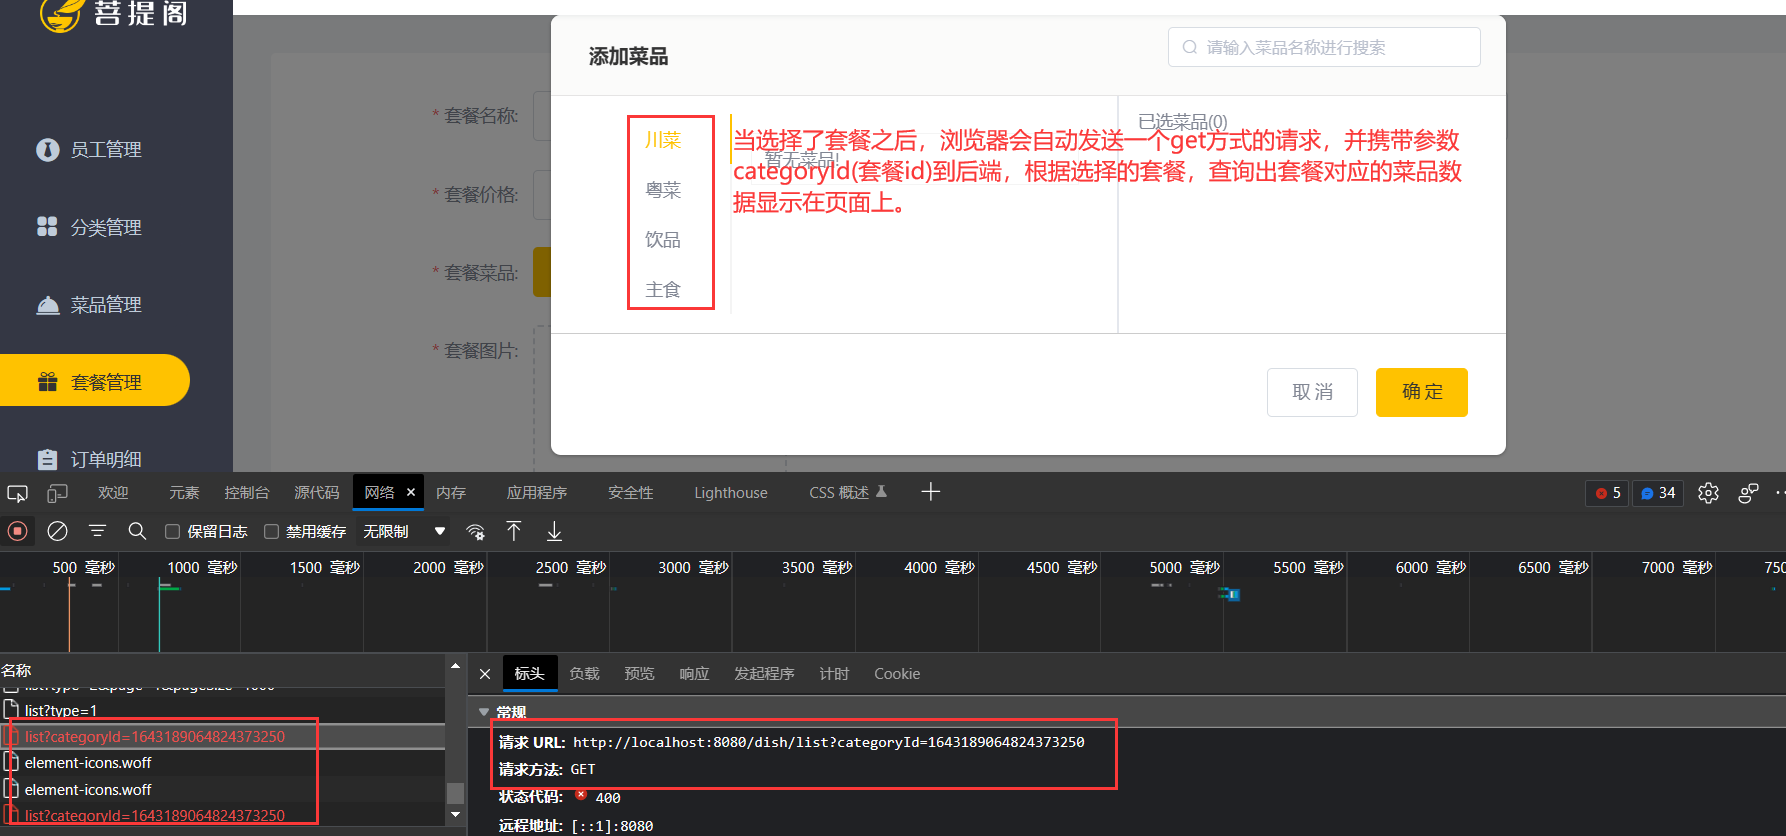 菩提阁
添加菜品
请输入菜品名称进行搜索
员工管理
分类管理
菜品管理
套餐管理
订单明细
* 套餐名称:
* 套餐价格:
* 套餐菜品:
* 套餐图片:
川菜
粤菜
饮品
主食
暂无菜品!
已选菜品(0)
当选择了套餐之后，浏览器会自动发送一个get方式的请求，并携带参数
categoryId(套餐id)到后端，根据选择的套餐，查询出套餐对应的菜品数
据显示在页面上。
取 消
确 定
欢迎 元素 控制台 源代码 网络 × 内存 应用程序 安全性 Lighthouse CSS 概述 5 34
保留日志 禁用缓存 无限制
500 毫秒 1000 毫秒 1500 毫秒 2000 毫秒 2500 毫秒 3000 毫秒 3500 毫秒 4000 毫秒 4500 毫秒 5000 毫秒 5500 毫秒 6000 毫秒 6500 毫秒 7000 毫秒 750
名称
list?type=1
list?categoryId=1643189064824373250
element-icons.woff
element-icons.woff
list?categoryId=1643189064824373250
标头 负载 预览 响应 发起程序 计时 Cookie
常规
请求 URL: http://localhost:8080/dish/list?categoryId=1643189064824373250
请求方法: GET
状态代码: 400
远程地址: [::1]:8080